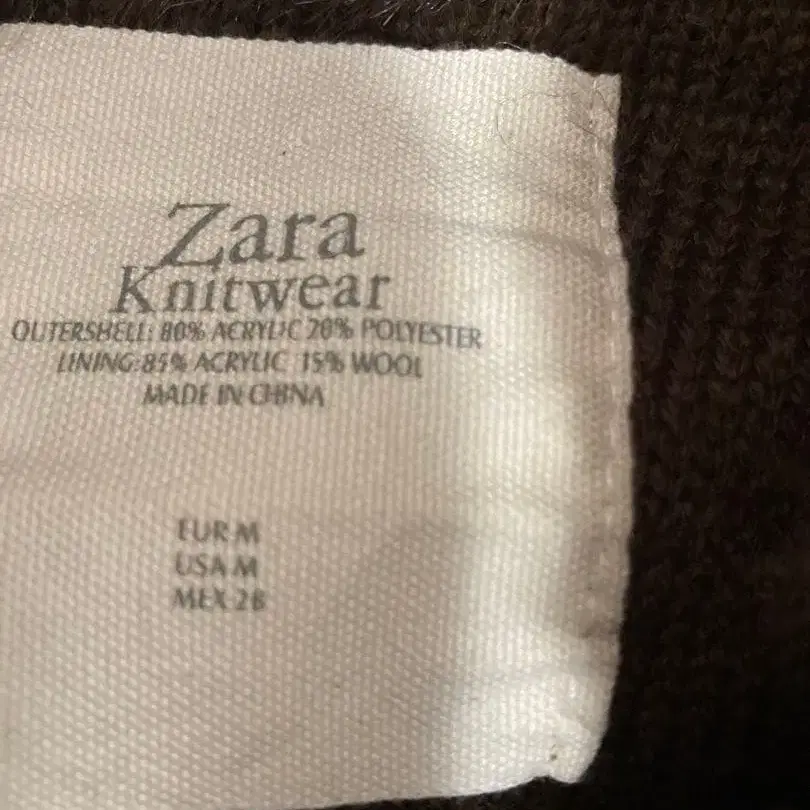 Zara
Knitwear
OUTERSHELL: 80% ACRYLIC 20% POLYESTER
LINING:85% ACRYLIC 15% WOOL
MADE IN CHINA
EUR M
USA M
MEX 28